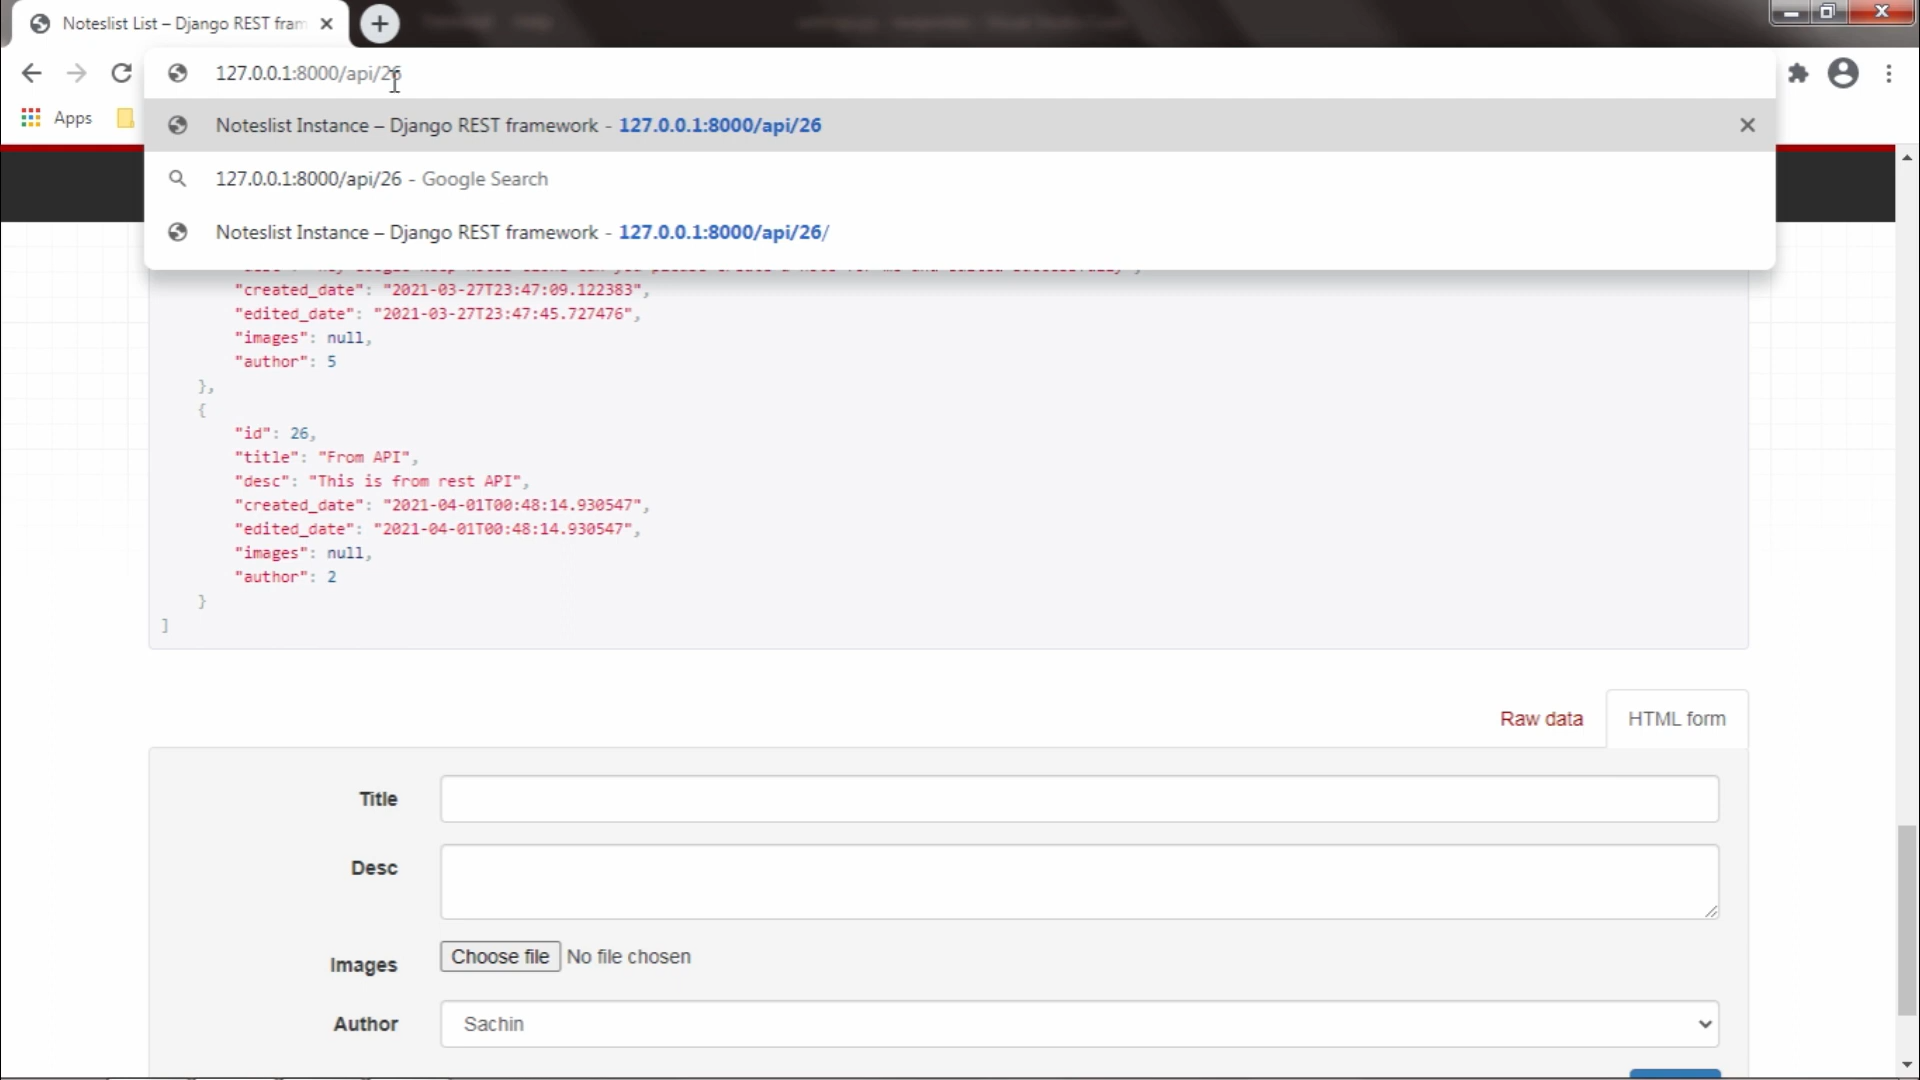 Noteslist List – Django REST fram
127.0.0.1:8000/api/26
Apps
Noteslist Instance – Django REST framework - 127.0.0.1:8000/api/26
127.0.0.1:8000/api/26 - Google Search
Noteslist Instance – Django REST framework - 127.0.0.1:8000/api/26/
"created_date": "2021-03-27T23:47:09.122383",
"edited_date": "2021-03-27T23:47:45.727476",
"images": null,
"author": 5
},
{
"id": 26,
"title": "From API",
"desc": "This is from rest API",
"created_date": "2021-04-01T00:48:14.930547",
"edited_date": "2021-04-01T00:48:14.930547",
"images": null,
"author": 2
}
]
Raw data
HTML form
Title
Desc
Images
Choose file No file chosen
Author
Sachin